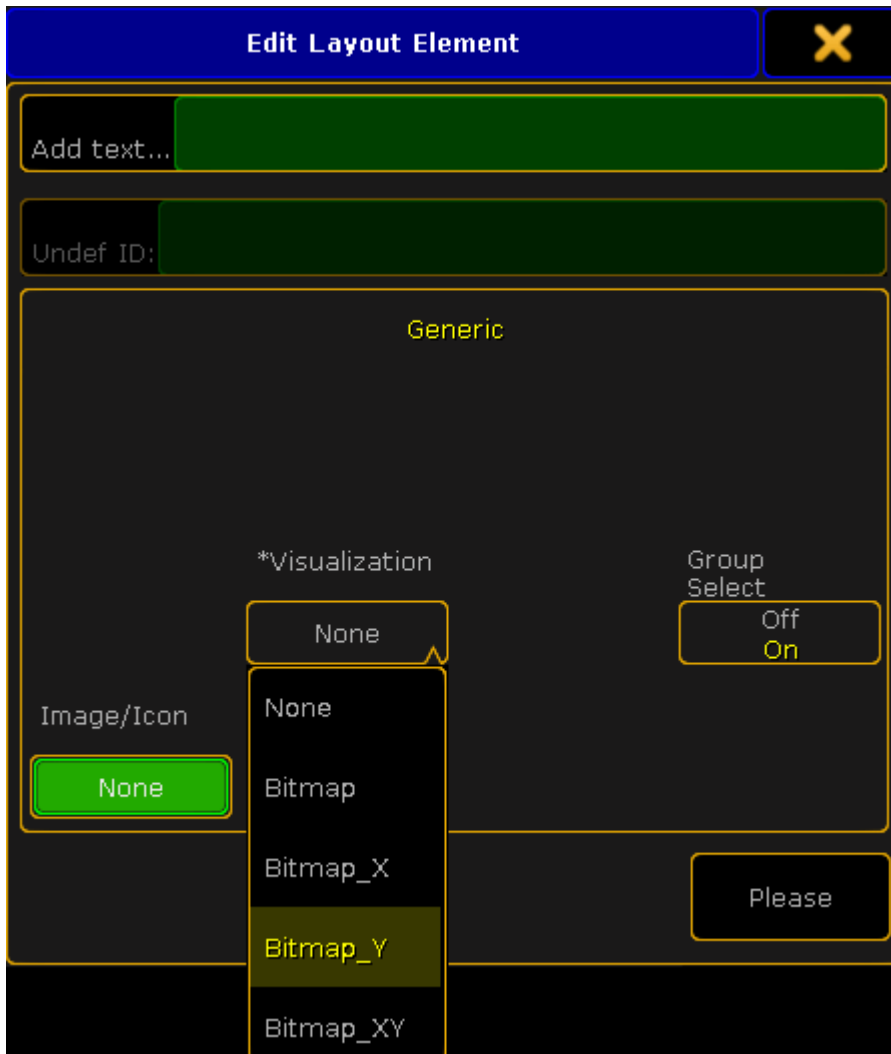 Edit Layout Element
Add text...
Undef ID:
Generic
*Visualization
None
Group
Select
Off
On
Image/Icon
None
None
Bitmap
Bitmap_X
Bitmap_Y
Bitmap_XY
Please